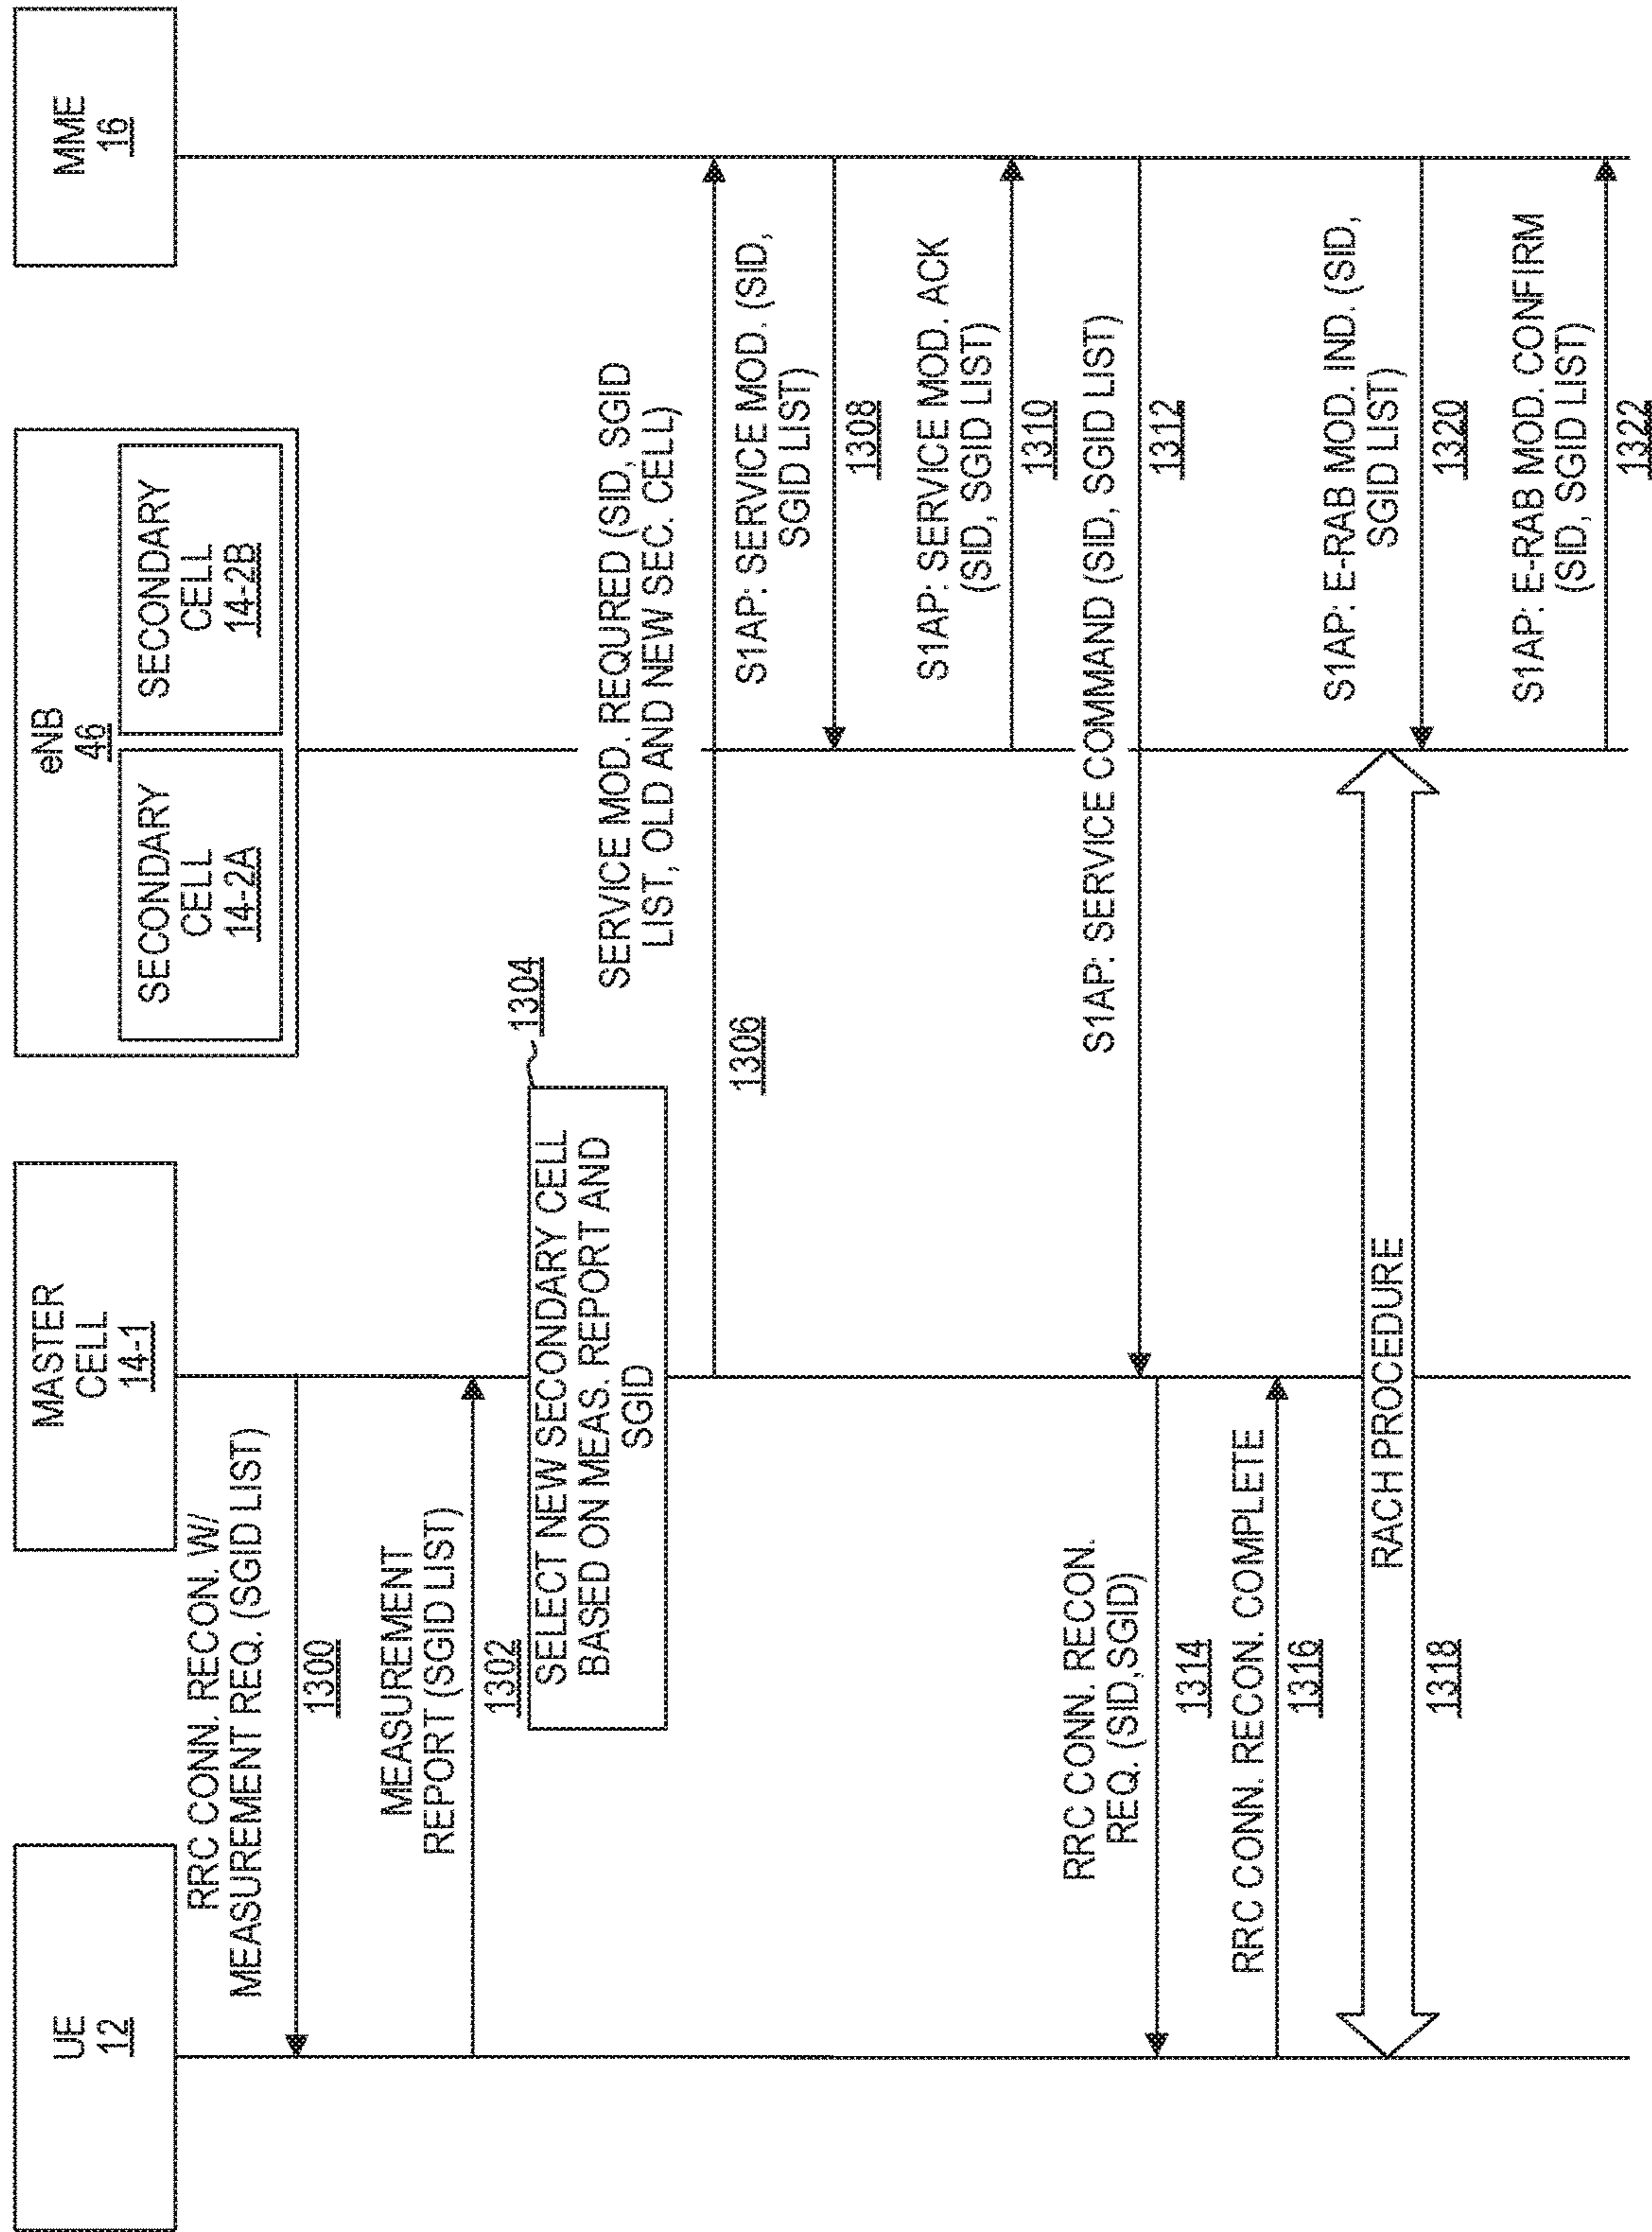 UE
12
MASTER
CELL
14-1
eNB
46
SECONDARY
CELL
14-2A
SECONDARY
CELL
14-2B
MME
16
RRC CONN. RECON. W/
MEASUREMENT REQ. (SGID LIST)
1300
MEASUREMENT
REPORT (SGID LIST)
1302
1304
SELECT NEW SECONDARY CELL
BASED ON MEAS. REPORT AND
SGID
SERVICE MOD. REQURED (SID, SGID
LIST, OLD AND NEW SEC. CELL)
1306
S1AP: SERVICE MOD. (SID,
SGID LIST)
1308
S1AP: SERVICE MOD. ACK
(SID, SGID LIST)
1310
S1AP: SERVICE COMMAND (SID, SGID LIST)
1312
RRC CONN. RECON.
REQ. (SID,SGID)
1314
RRC CONN. RECON. COMPLETE
1316
RACH PROCEDURE
1318
S1AP: E-RAB MOD. IND. (SID,
SGID LIST)
1320
S1AP: E-RAB MOD. CONFIRM
(SID, SGID LIST)
1322